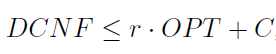 DCNF ≤ r · OPT + C,